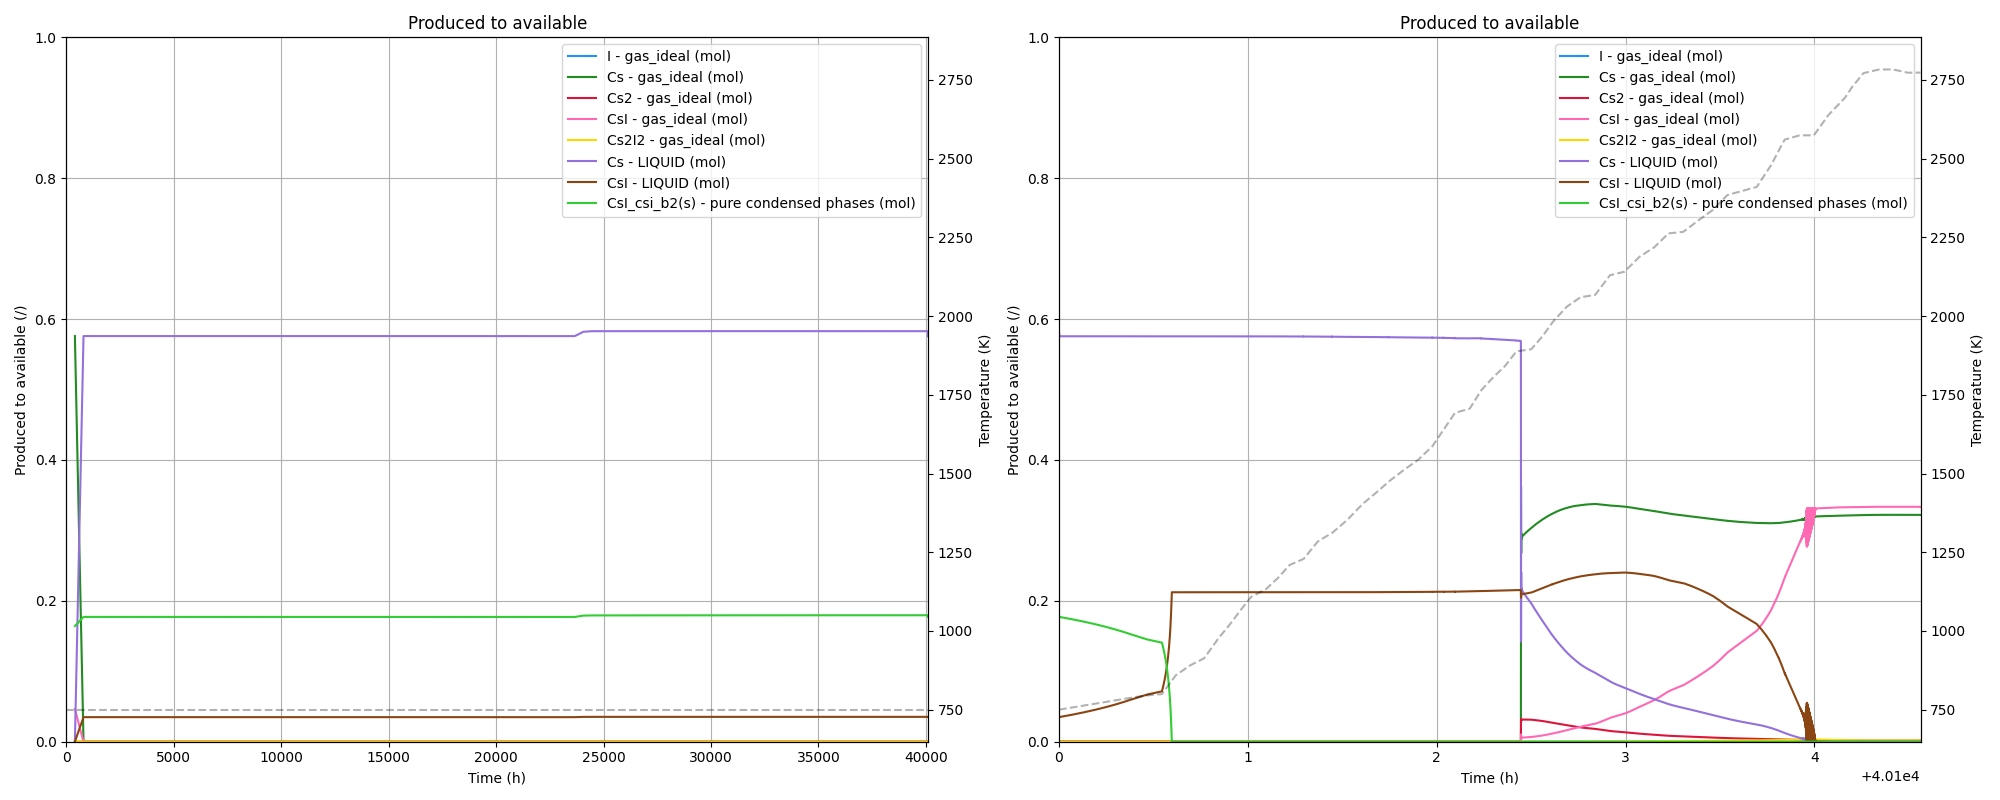 Produced to available
1.0
0.8
0.6
0.4
0.2
0.0
Produced to available (/)
I - gas_ideal (mol)
Cs - gas_ideal (mol)
Cs2 - gas_ideal (mol)
CsI - gas_ideal (mol)
Cs2I2 - gas_ideal (mol)
Cs - LIQUID (mol)
CsI - LIQUID (mol)
CsI_csi_b2(s) - pure condensed phases (mol)
2750
2500
2250
2000
1750
1500
1250
1000
750
Temperature (K)
0 5000 10000 15000 20000 25000 30000 35000 40000
Time (h)
Produced to available
1.0
0.8
0.6
0.4
0.2
0.0
Produced to available (/)
I - gas_ideal (mol)
Cs - gas_ideal (mol)
Cs2 - gas_ideal (mol)
CsI - gas_ideal (mol)
Cs2I2 - gas_ideal (mol)
Cs - LIQUID (mol)
CsI - LIQUID (mol)
CsI_csi_b2(s) - pure condensed phases (mol)
2750
2500
2250
2000
1750
1500
1250
1000
750
Temperature (K)
0 1 2 3 4
+4.01e4
Time (h)